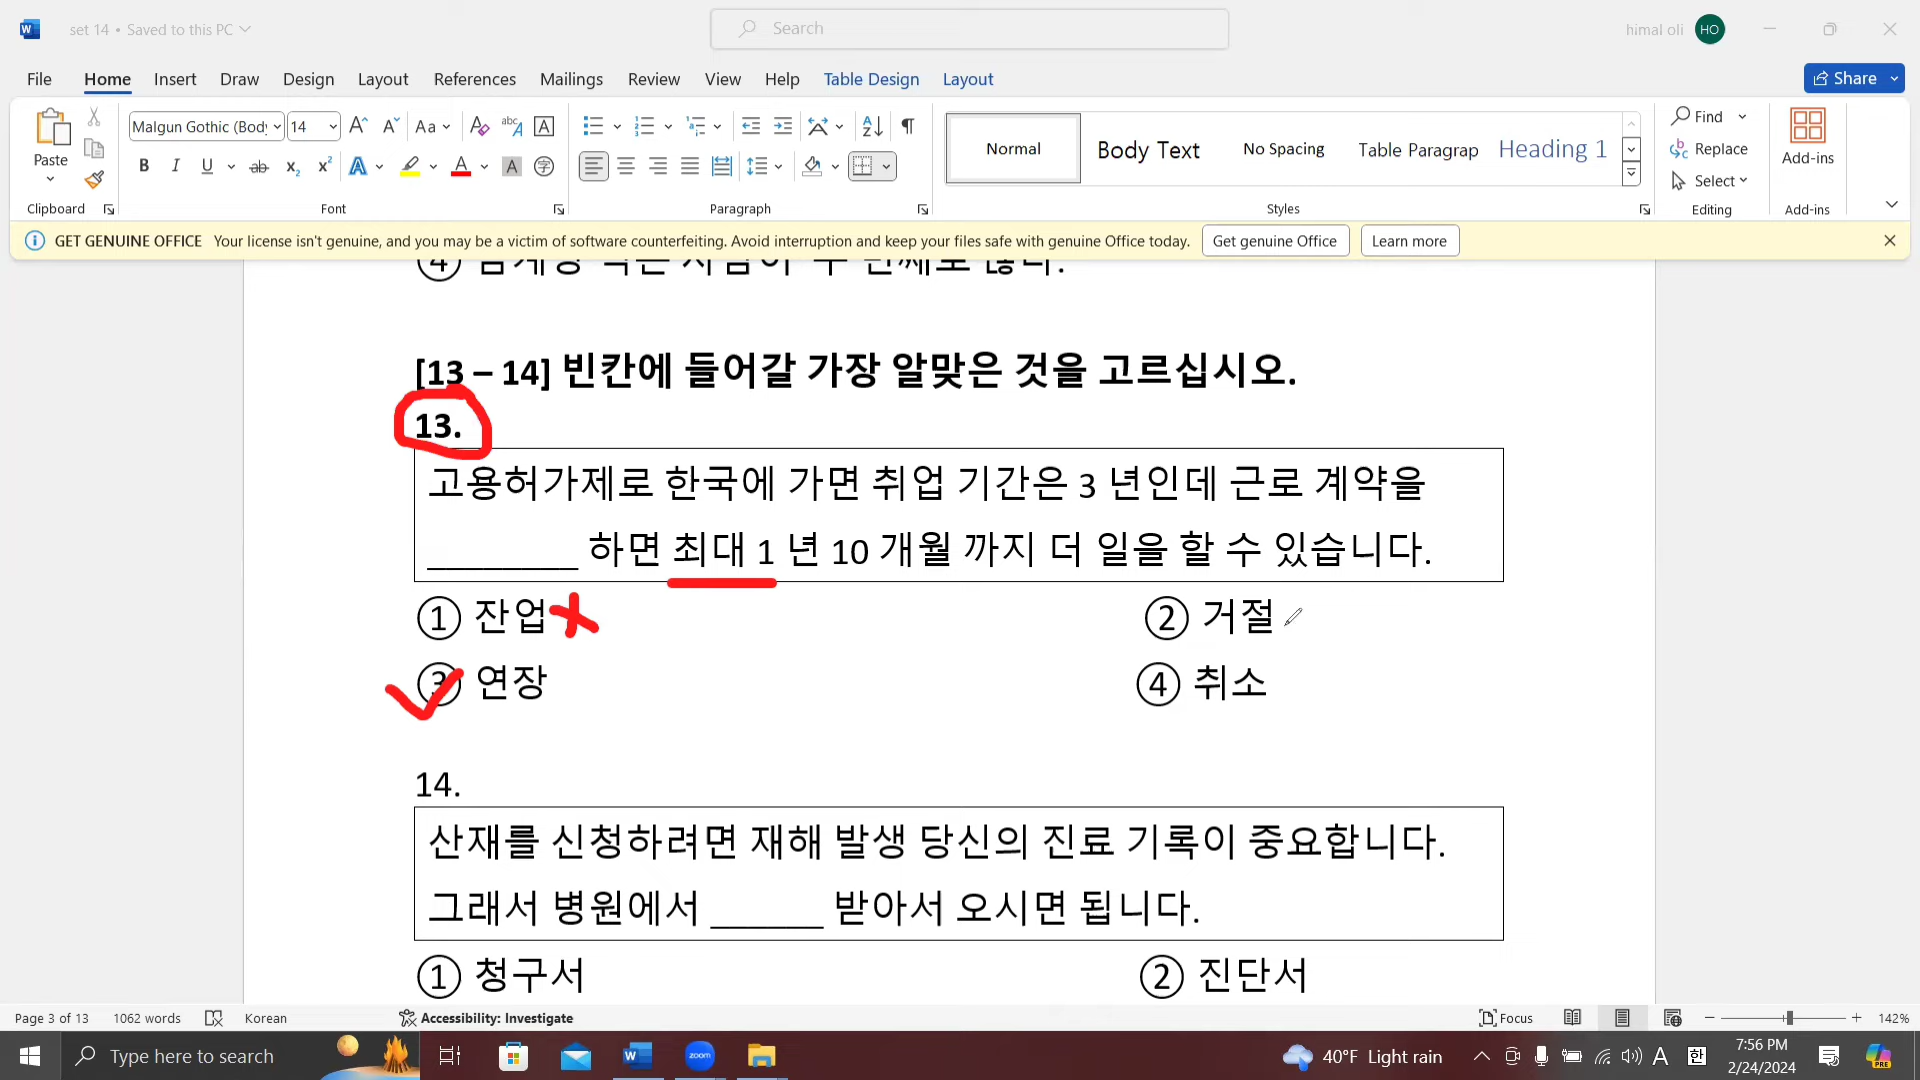 set 14 • Saved to this PC
Search
himal oli HO
File Home Insert Draw Design Layout References Mailings Review View Help Table Design Layout Share
Paste
Clipboard
Malgun Gothic (Body 14
Font
Paragraph
Normal Body Text No Spacing Table Paragrap Heading 1
Styles
Find
Replace
Select
Editing
Add-ins
Add-ins
GET GENUINE OFFICE Your license isn't genuine, and you may be a victim of software counterfeiting. Avoid interruption and keep your files safe with genuine Office today. Get genuine Office Learn more
[13 – 14] 빈칸에 들어갈 가장 알맞은 것을 고르십시오.
13.
고용허가제로 한국에 가면 취업 기간은 3 년인데 근로 계약을
________ 하면 최대 1 년 10 개월 까지 더 일을 할 수 있습니다.
① 잔업 ② 거절
③ 연장 ④ 취소
14.
산재를 신청하려면 재해 발생 당신의 진료 기록이 중요합니다.
그래서 병원에서 ______ 받아서 오시면 됩니다.
① 청구서 ② 진단서
Page 3 of 13 1062 words Korean Accessibility: Investigate Focus 142%
Type here to search zoom 40°F Light rain A 한 7:56 PM
2/24/2024